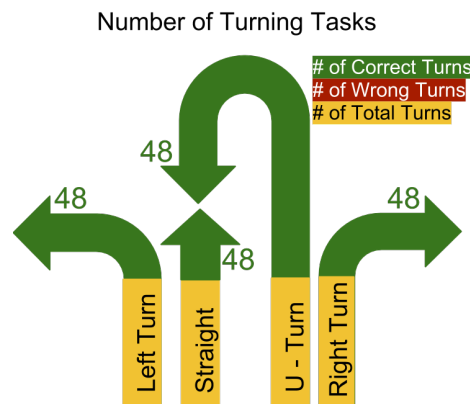 Number of Turning Tasks
# of Correct Turns
# of Wrong Turns
# of Total Turns
48
48
48
48
Left Turn
Straight
U - Turn
Right Turn